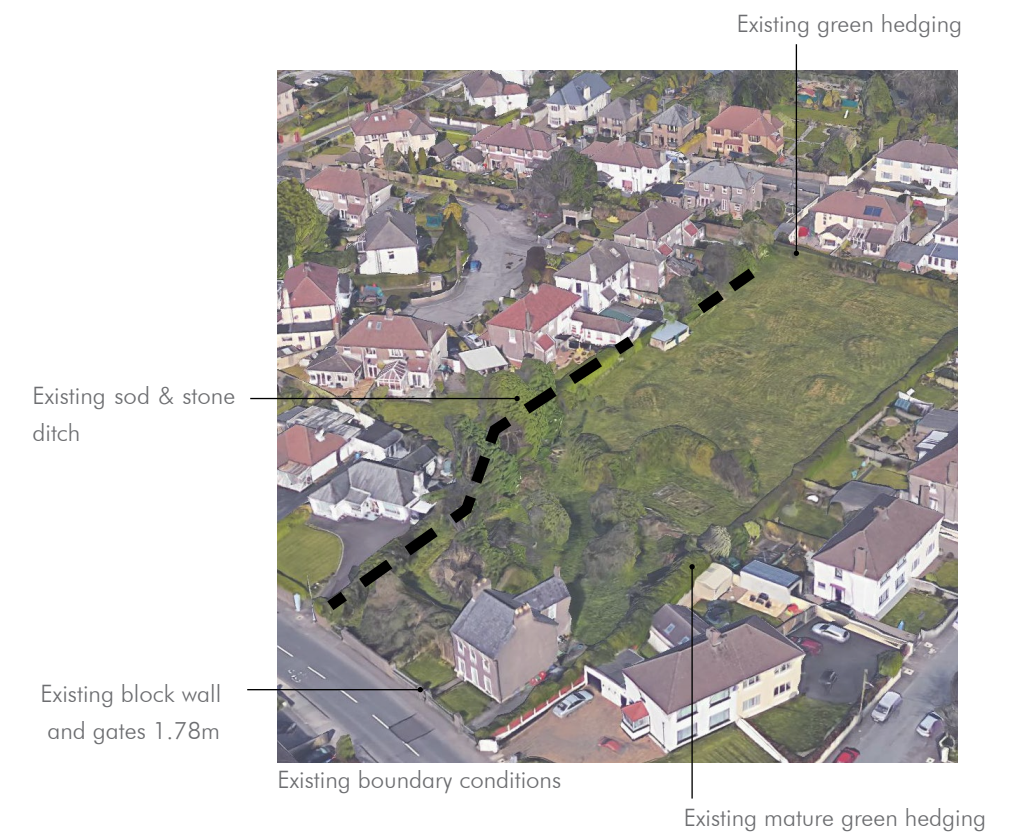 Existing green hedging
Existing sod & stone
ditch
Existing block wall
and gates 1.78m
Existing boundary conditions
Existing mature green hedging